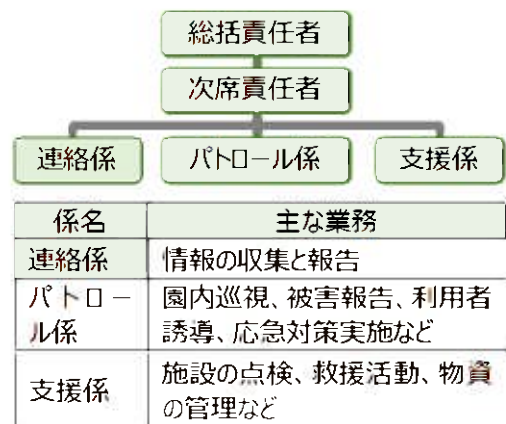 総括責任者
次席責任者
連絡係 パトロール係 支援係
係名 主な業務
連絡係 情報の収集と報告
パトロー 園内巡視、被害報告、利用者
ル係 誘導、応急対策実施など
支援係 施設の点検、救援活動、物資
の管理など